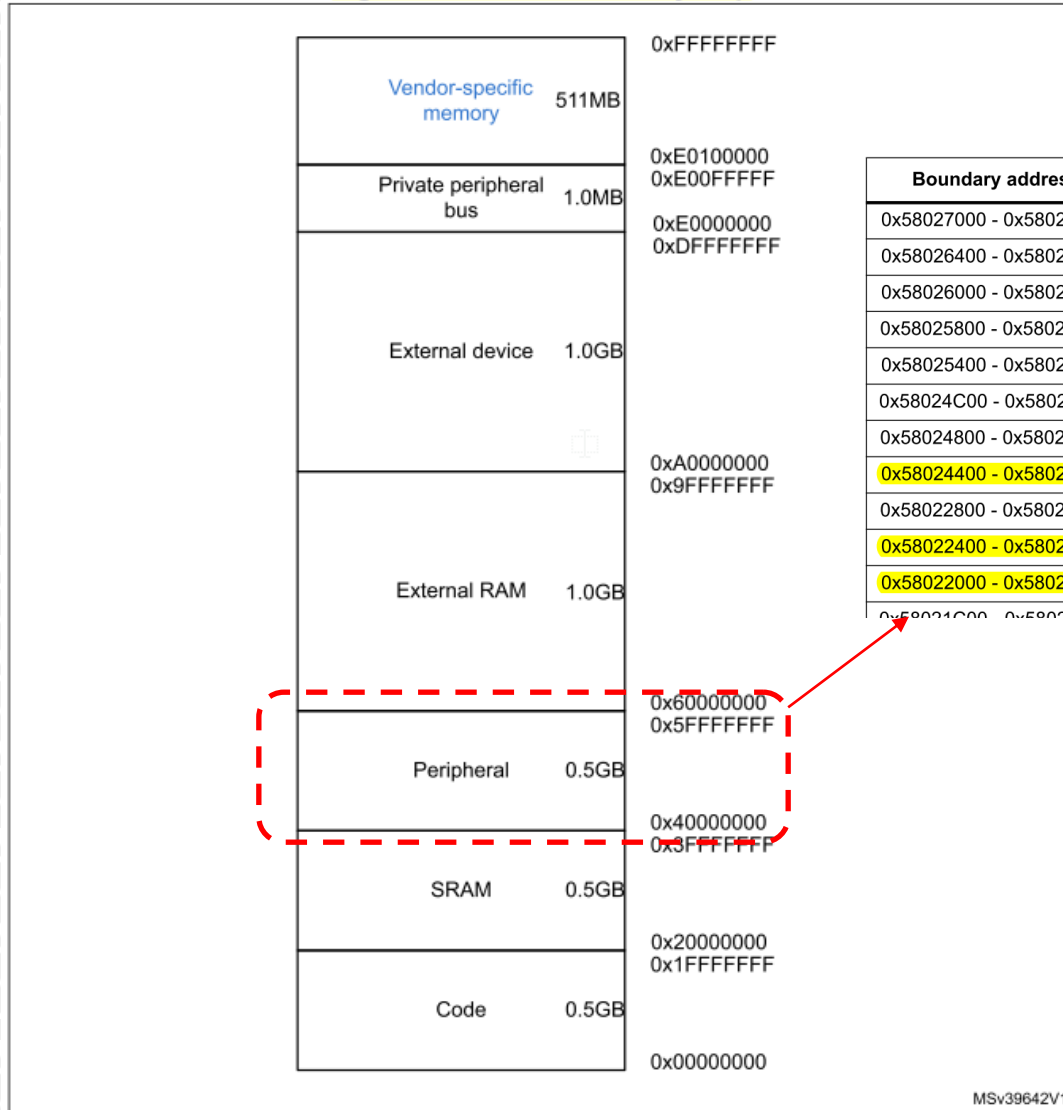 0xFFFFFFFF
Vendor-specific
memory
511MB
0xE0100000
0xE00FFFFF
Private peripheral
bus
1.0MB
0xE0000000
0xDFFFFFFF
External device
1.0GB
0xA0000000
0x9FFFFFFF
External RAM
1.0GB
0x60000000
0x5FFFFFFF
Peripheral
0.5GB
0x40000000
0x3FFFFFFF
SRAM
0.5GB
0x20000000
0x1FFFFFFF
Code
0.5GB
0x00000000
Boundary addres
0x58027000 - 0x5802
0x58026400 - 0x5802
0x58026000 - 0x5802
0x58025800 - 0x5802
0x58025400 - 0x5802
0x58024C00 - 0x5802
0x58024800 - 0x5802
0x58024400 - 0x5802
0x58022800 - 0x5802
0x58022400 - 0x5802
0x58022000 - 0x5802
0x58021C00 - 0x5802
MSv39642V1